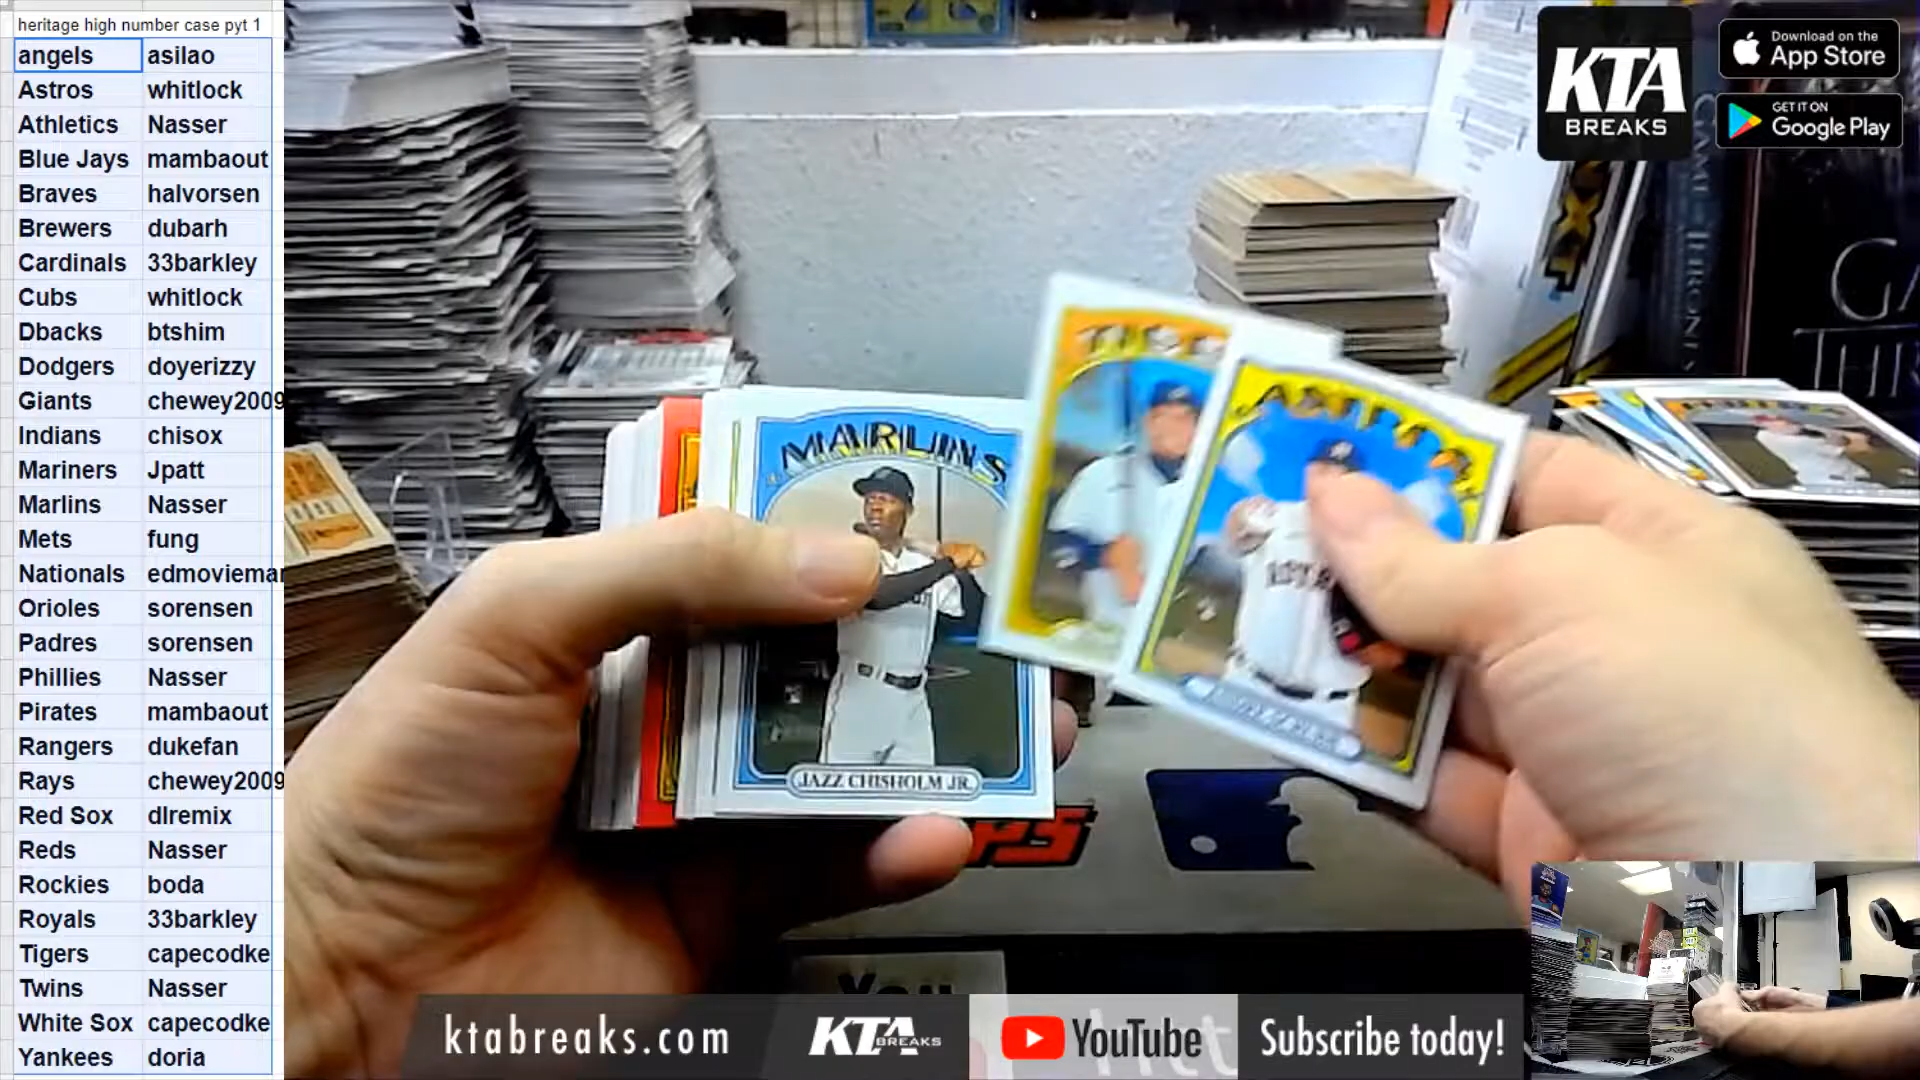 heritage high number case pyt 1
angels asilao
Astros whitlock
Athletics Nasser
Blue Jays mambaout
Braves halvorsen
Brewers dubarh
Cardinals 33barkley
Cubs whitlock
Dbacks btshim
Dodgers doyerizzy
Giants chewey2009
Indians chisox
Mariners Jpatt
Marlins Nasser
Mets fung
Nationals edmoviemar
Orioles sorensen
Padres sorensen
Phillies Nasser
Pirates mambaout
Rangers dukefan
Rays chewey2009
Red Sox dlremix
Reds Nasser
Rockies boda
Royals 33barkley
Tigers capecodke
Twins Nasser
White Sox capecodke
Yankees doria
KTA
BREAKS
Download on the
App Store
GET IT ON
Google Play
MARLINS
JAZZ CHISHOLM JR.
ASTROS
You
ktabreaks.com
KTA BREAKS
YouTube
Subscribe today!